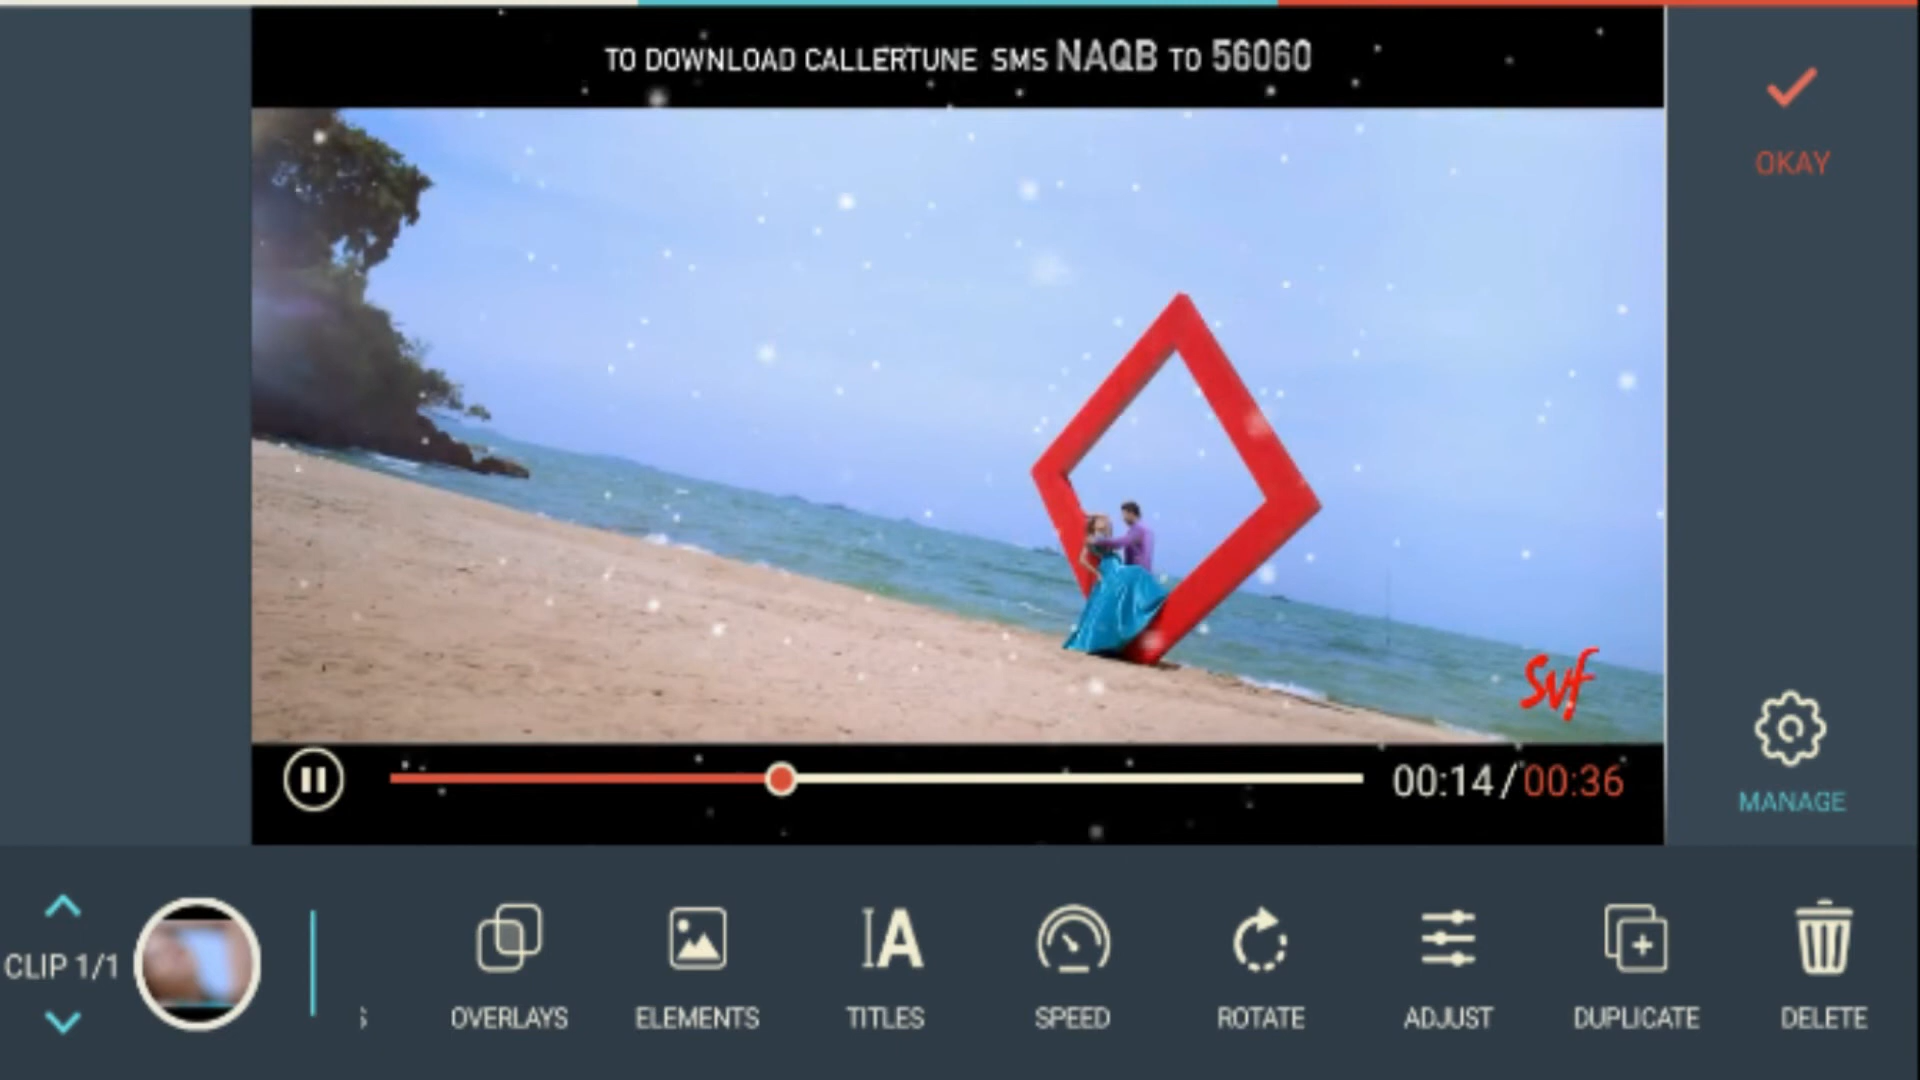 TO DOWNLOAD CALLERTUNE SMS NAQB TO 56060
OKAY
Svf
00:14/00:36
MANAGE
CLIP 1/1
OVERLAYS
ELEMENTS
TITLES
SPEED
ROTATE
ADJUST
DUPLICATE
DELETE